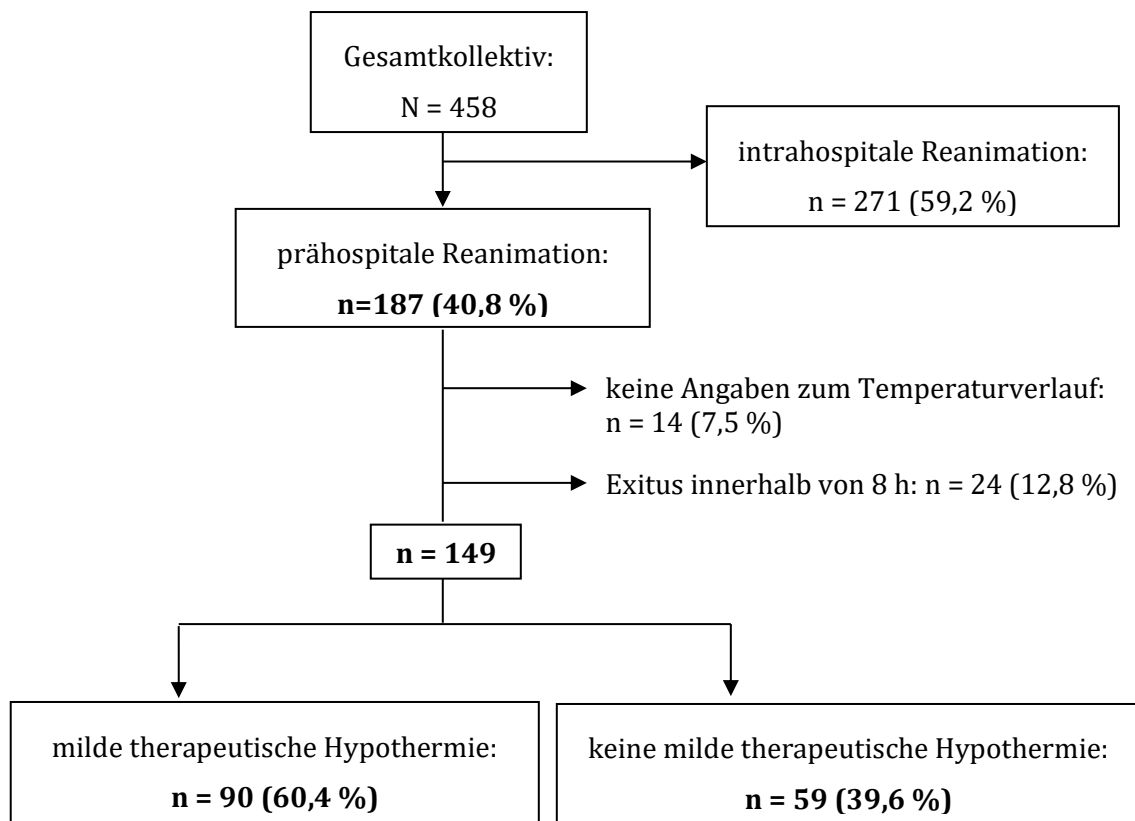 Gesamtkollektiv:
N = 458
intrahospitale Reanimation:
n = 271 (59,2 %)
prähospitale Reanimation:
n=187 (40,8 %)
keine Angaben zum Temperaturverlauf:
n = 14 (7,5 %)
Exitus innerhalb von 8 h: n = 24 (12,8 %)
n = 149
milde therapeutische Hypothermie:
n = 90 (60,4 %)
keine milde therapeutische Hypothermie:
n = 59 (39,6 %)